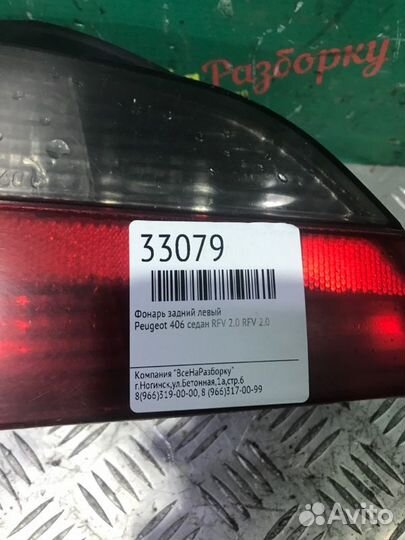 Разборку
33079
Фонарь задний левый
Peugeot 406 седан RFV 2.0 RFV 2.0
Компания "ВсеНаРазборку"
г.Ногинск,ул.Бетонная,1а,стр.6
8(966)319-00-00, 8 (966)317-00-99
Avito